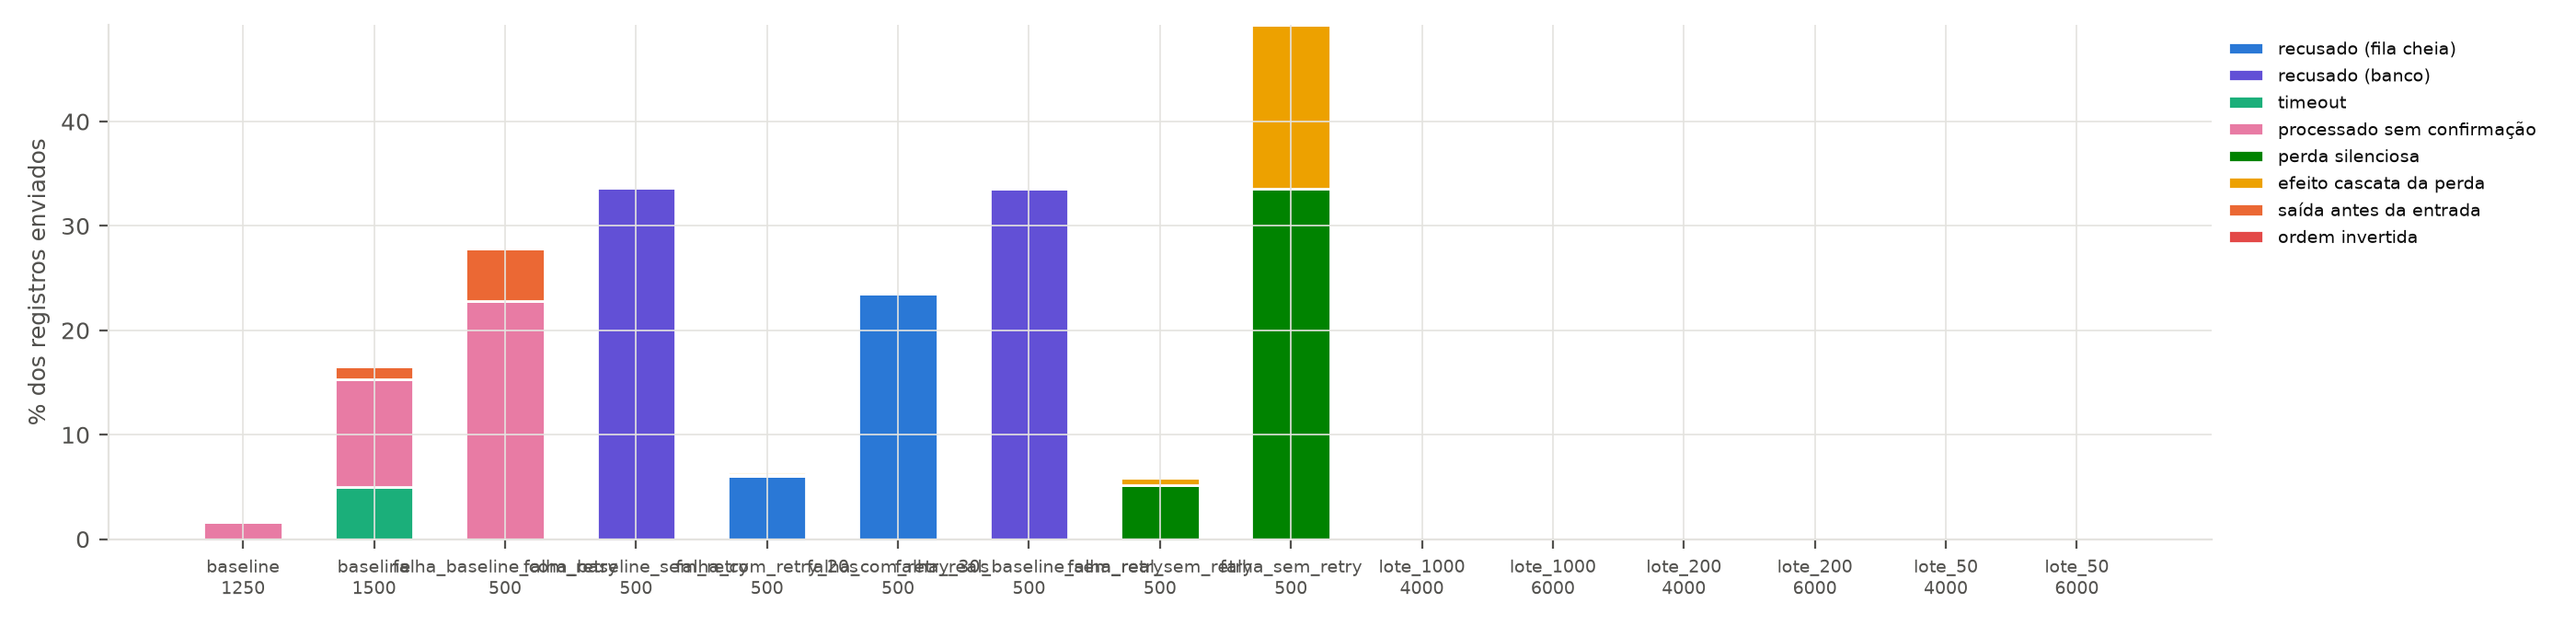 recusado (fila cheia)
recusado (banco)
timeout
processado sem confirmação
perda silenciosa
efeito cascata da perda
saída antes da entrada
ordem invertida
% dos registros enviados
40
30
20
10
0
baseline
1250
baseline
1500
falha_baseline_com_retry
500
falha_baseline_sem_retry
500
500
500
500
500
falha_sem_retry
500
lote_1000
4000
lote_1000
6000
lote_200
4000
lote_200
6000
lote_50
4000
lote_50
6000